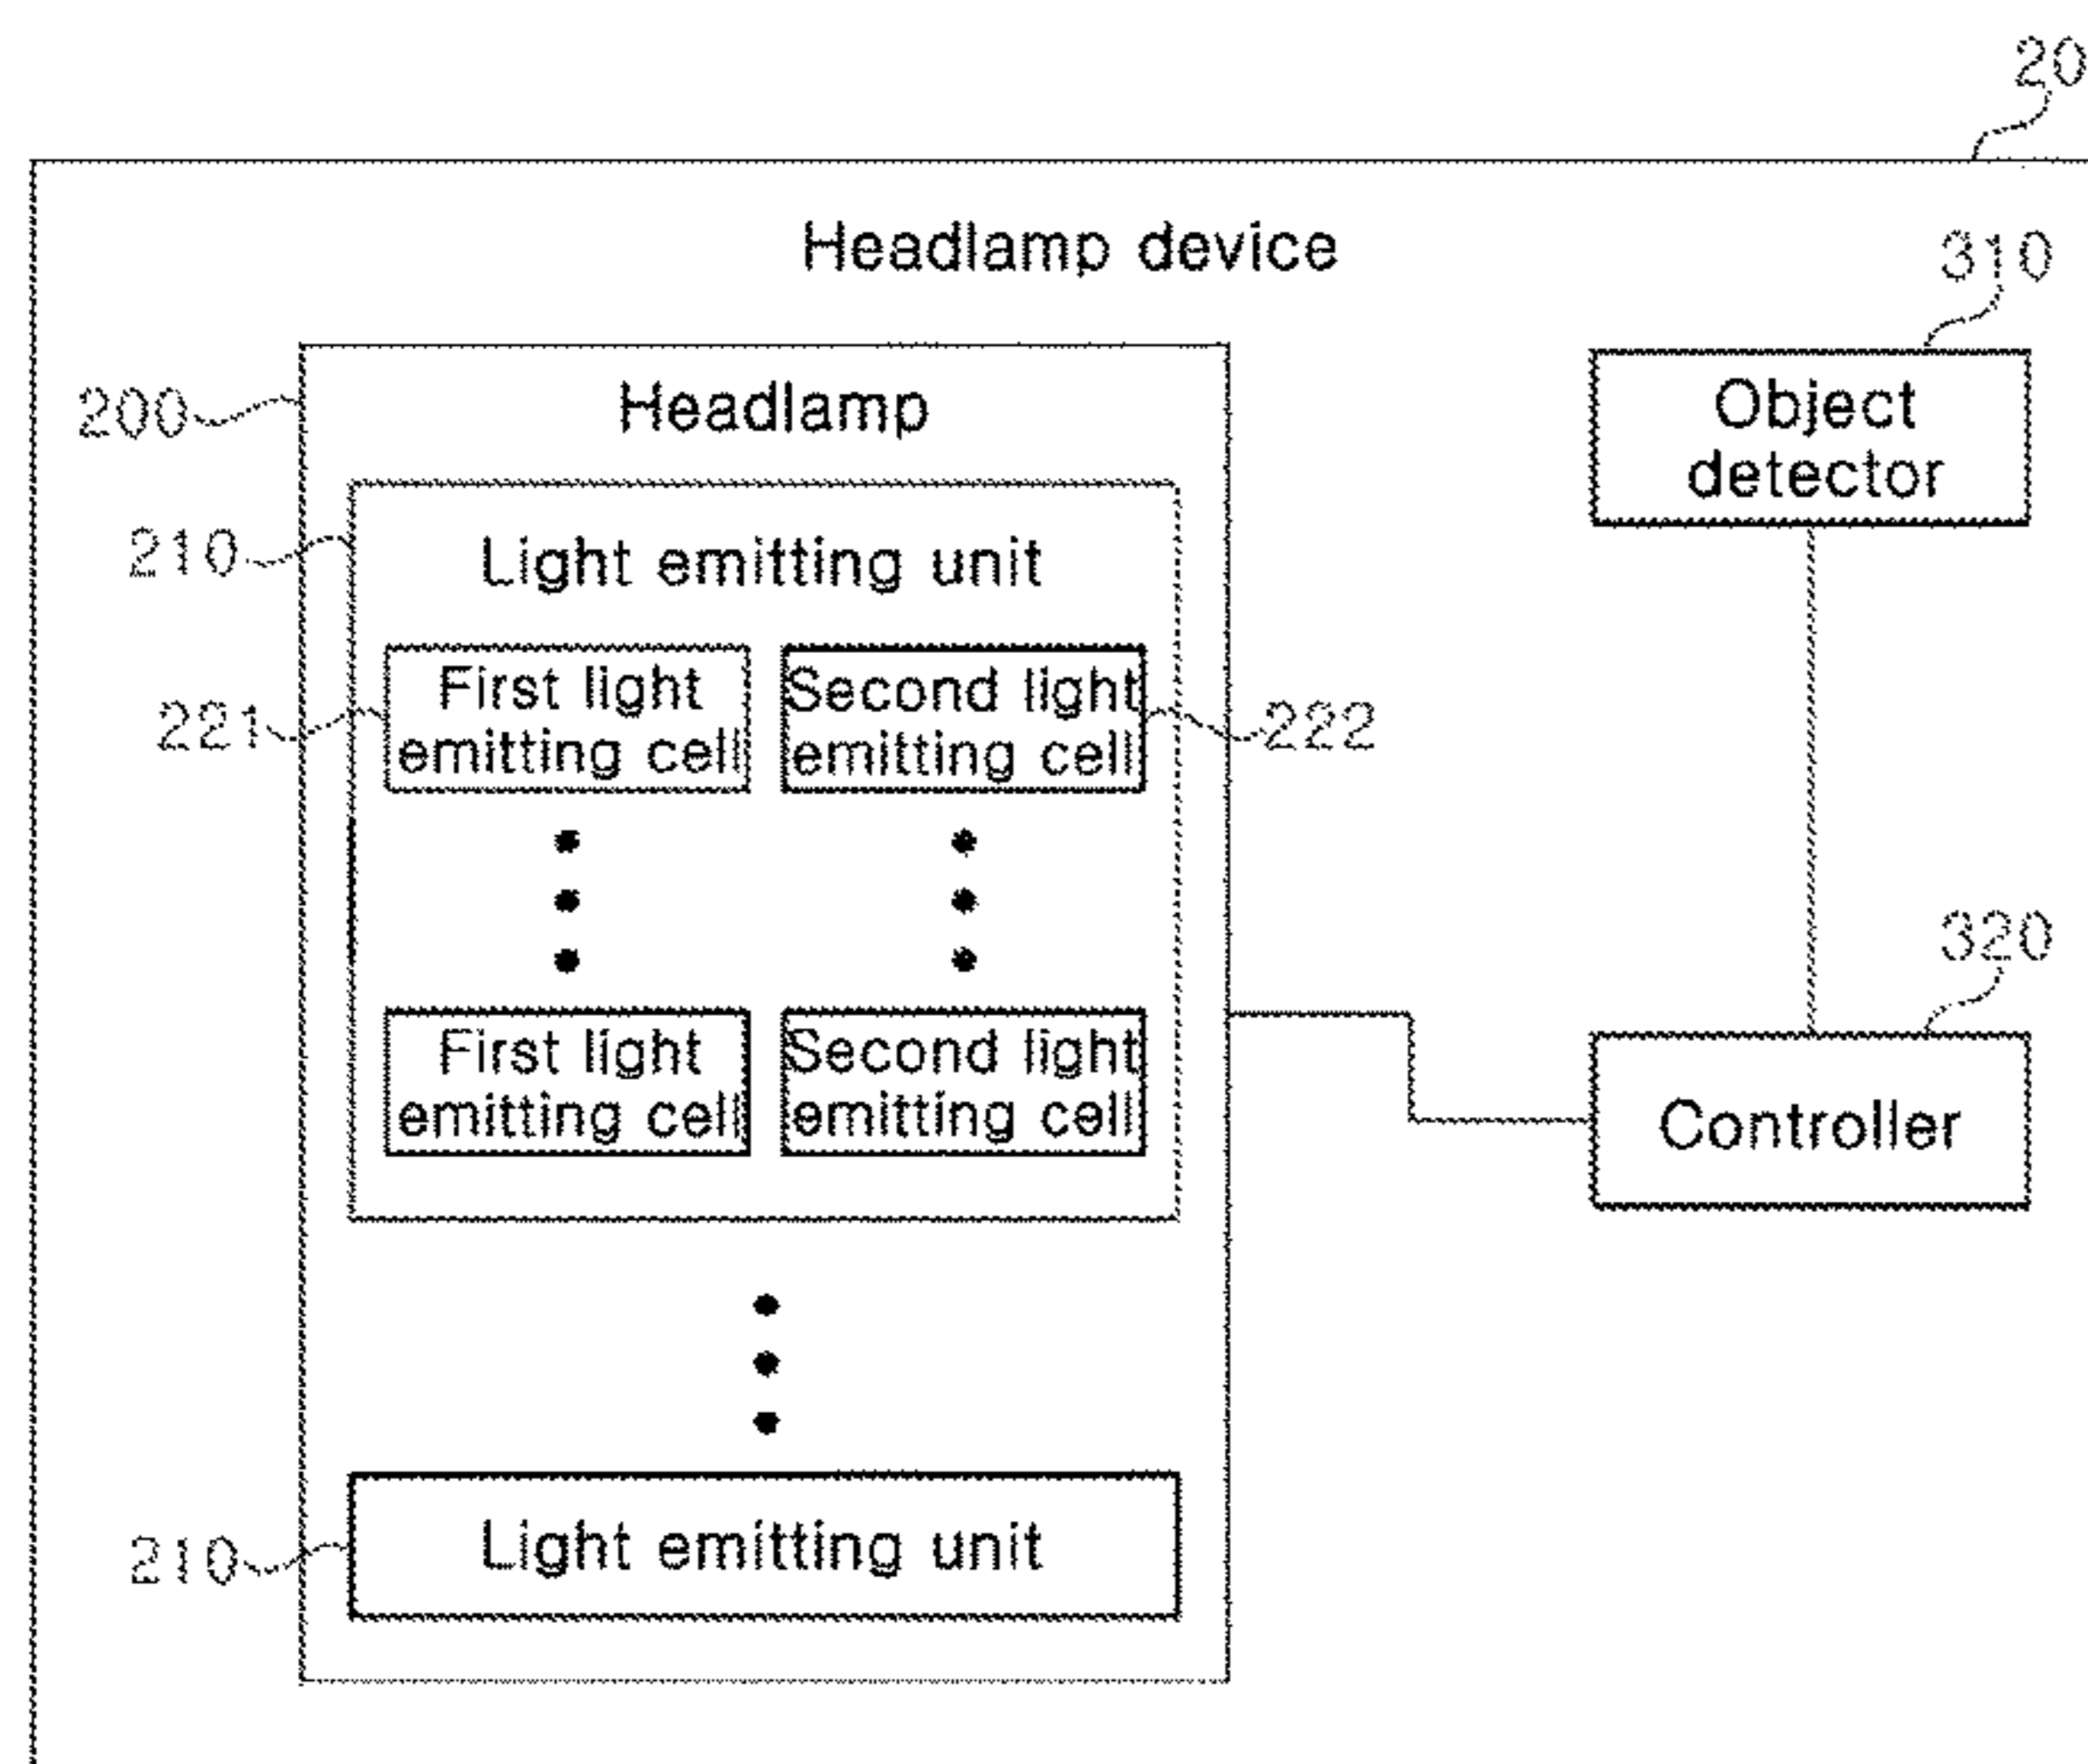 20
Headlamp device
310
200
Headlamp
Object
detector
210
Light emitting unit
221
First light
emitting cell
Second light
emitting cell
222
First light
emitting cell
Second light
emitting cell
320
Controller
210
Light emitting unit